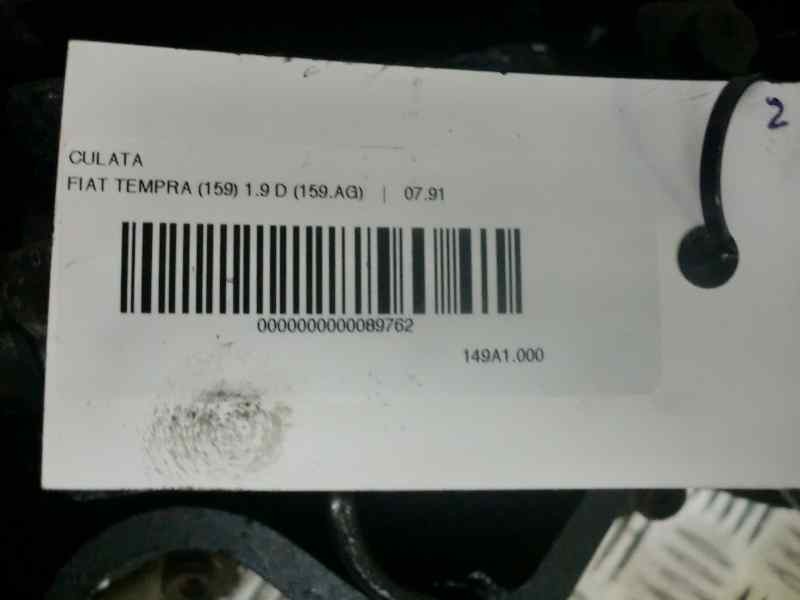 2
CULATA
FIAT TEMPRA (159) 1.9 D (159.AG) | 07.91
0000000000089762
149A1.000